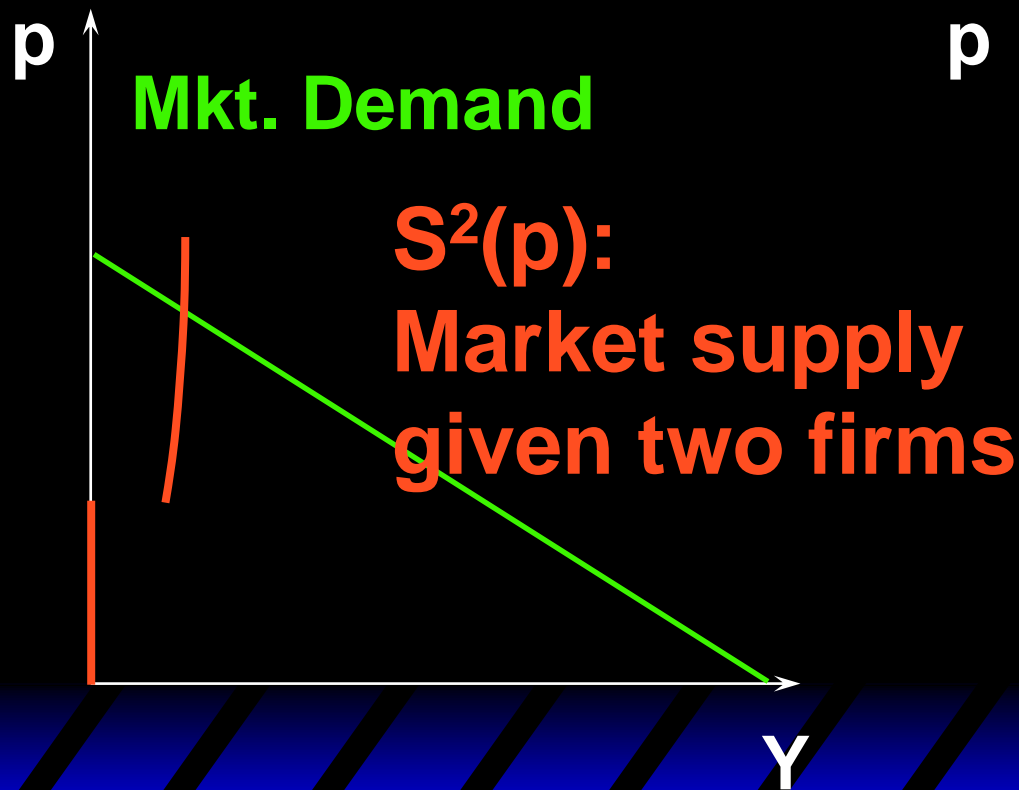 p
p
Mkt. Demand
S²(p):
Market supply
given two firms
Y